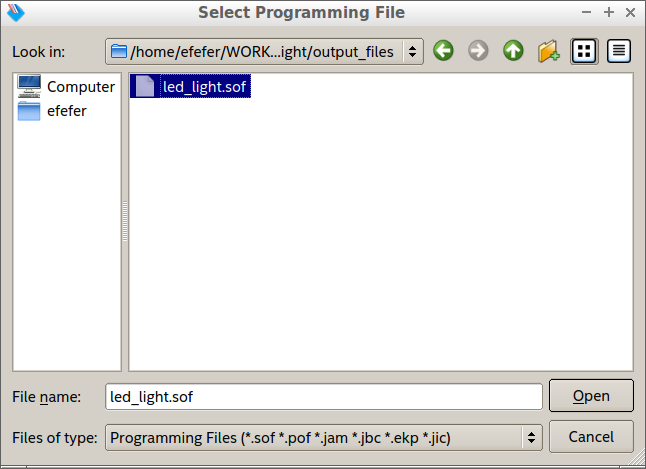 Select Programming File
Look in: /home/efefer/WORK...ight/output_files
Computer
efefer
led_light.sof
File name: led_light.sof
Open
Files of type: Programming Files (*.sof *.pof *.jam *.jbc *.ekp *.jic)
Cancel